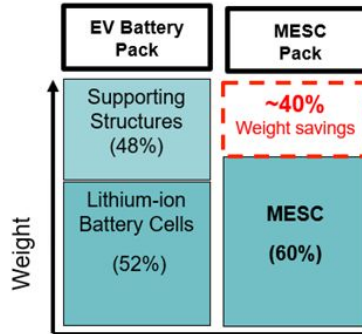 EV Battery
Pack
MESC
Pack
Supporting
Structures
(48%)
~40%
Weight savings
Lithium-ion
Battery Cells
(52%)
MESC
(60%)
Weight